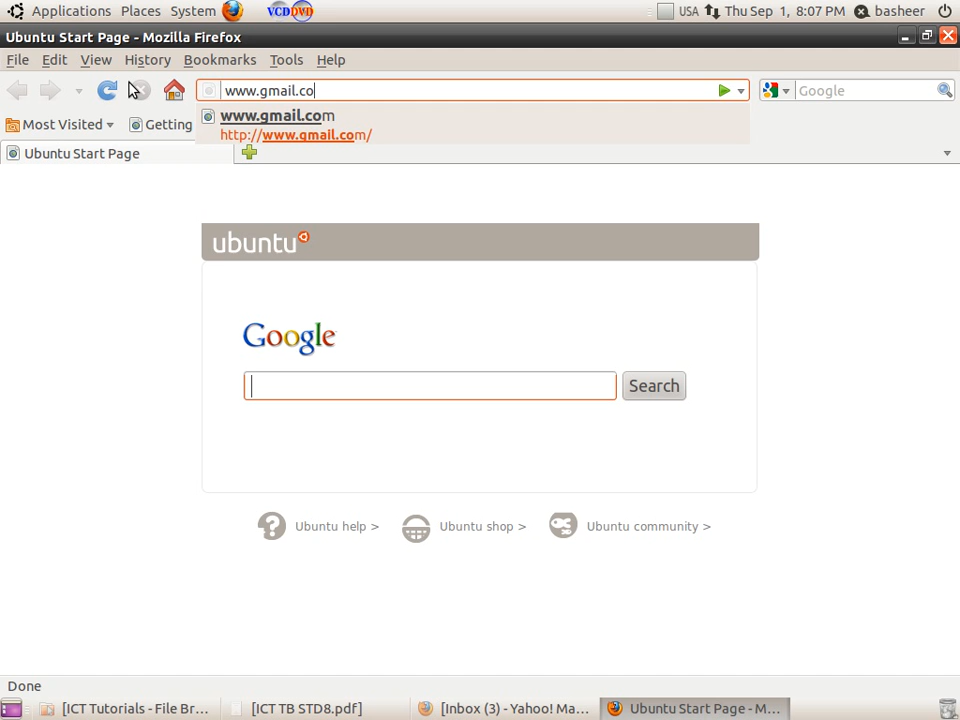 Applications Places System VCD DVD USA Thu Sep 1, 8:07 PM basheer
Ubuntu Start Page - Mozilla Firefox
File Edit View History Bookmarks Tools Help
www.gmail.co Google
www.gmail.com
http://www.gmail.com/
Most Visited Getting
Ubuntu Start Page
ubuntu
Google
Search
Ubuntu help > Ubuntu shop > Ubuntu community >
Done
[ICT Tutorials - File Br... [ICT TB STD8.pdf] [Inbox (3) - Yahoo! Ma... Ubuntu Start Page - M...